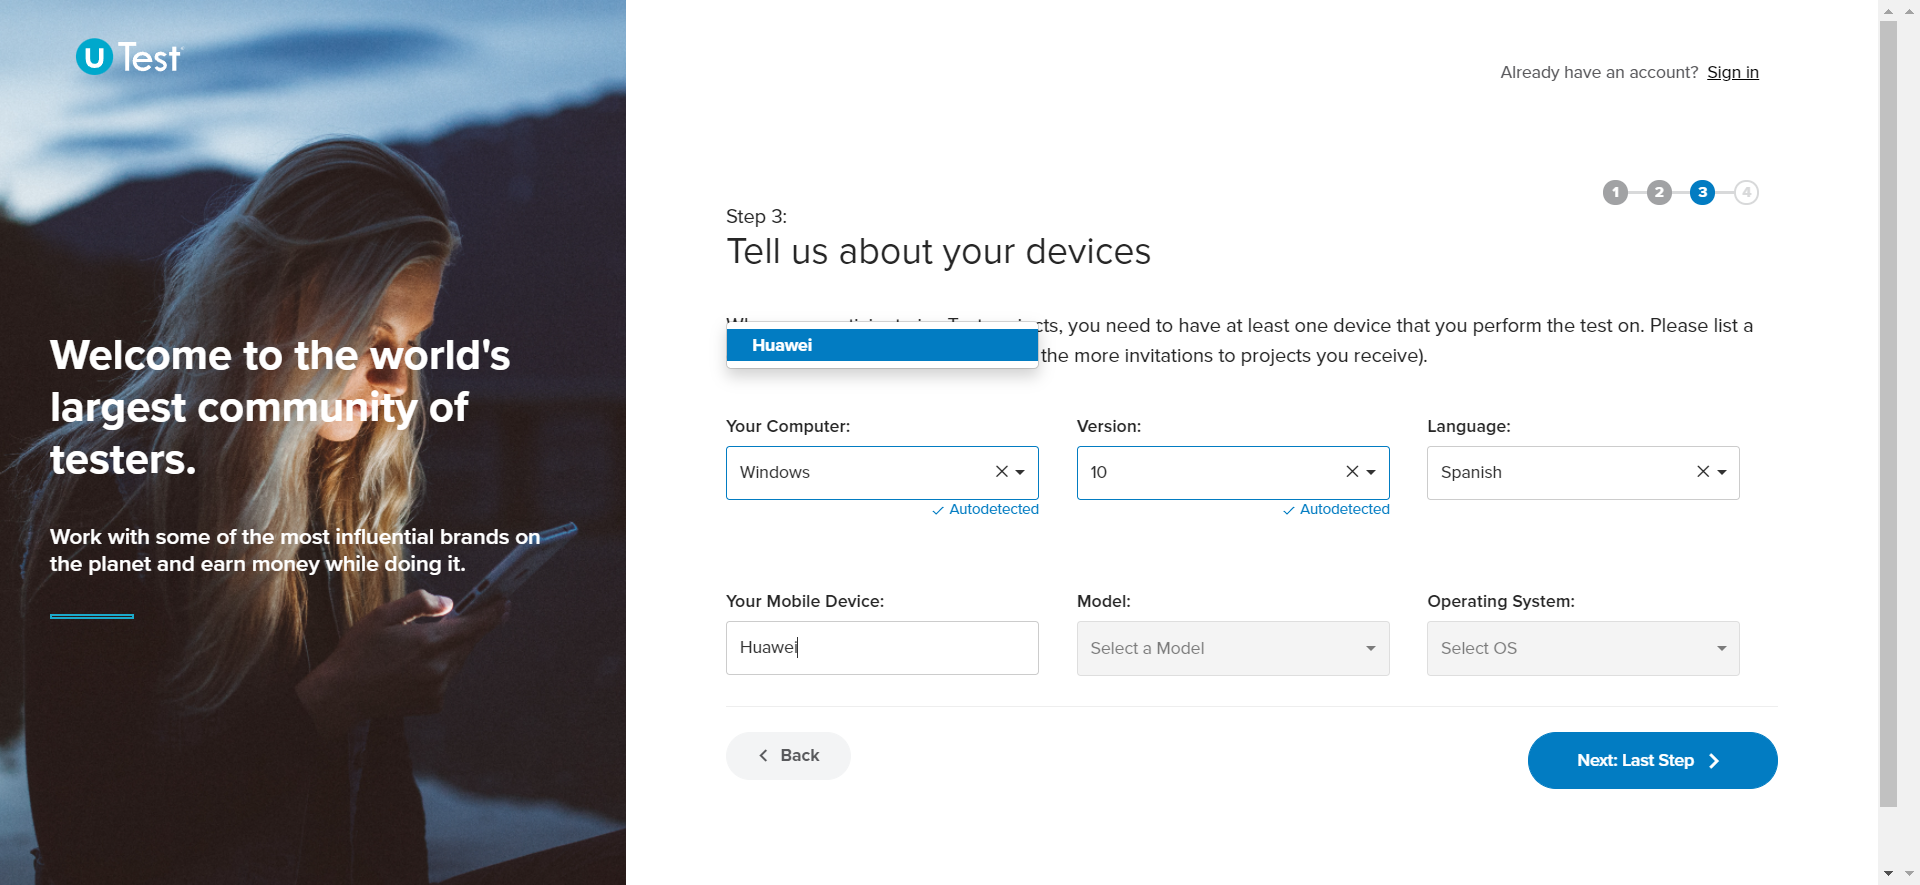 U Test
Already have an account? Sign in
1 2 3 4
Step 3:
Tell us about your devices
cts, you need to have at least one device that you perform the test on. Please list a
Huawei
the more invitations to projects you receive).
Welcome to the world's
largest community of
testers.
Work with some of the most influential brands on
the planet and earn money while doing it.
Your Computer: Version: Language:
Windows 10 Spanish
Autodetected Autodetected
Your Mobile Device: Model: Operating System:
Huawei Select a Model Select OS
Back Next: Last Step